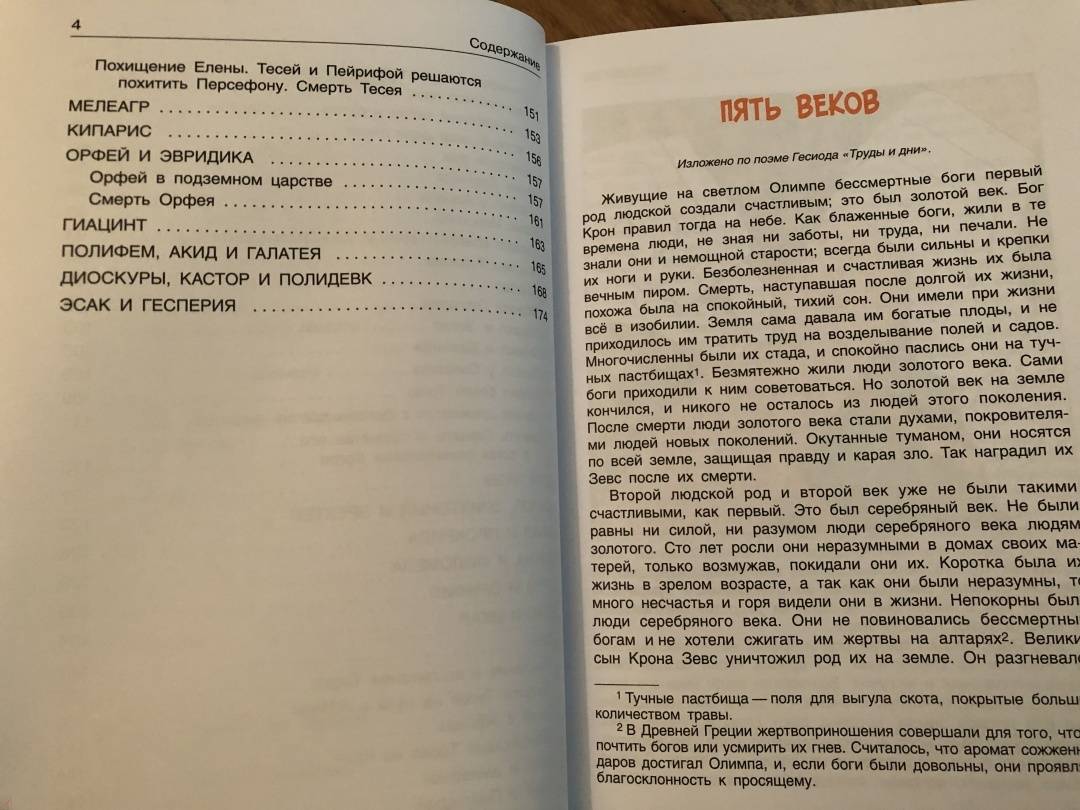 4
Содержание
Похищение Елены. Тесей и Пейрифой решаются
похитить Персефону. Смерть Тесея . . . . . . . . . . . . . . . 151
МЕЛЕАГР . . . . . . . . . . . . . . . . . . . . . . . . . . . . . . . . . . . . . 153
КИПАРИС . . . . . . . . . . . . . . . . . . . . . . . . . . . . . . . . . . . . 156
ОРФЕЙ И ЭВРИДИКА . . . . . . . . . . . . . . . . . . . . . . . . . . . 157
Орфей в подземном царстве . . . . . . . . . . . . . . . . . . . . . 157
Смерть Орфея . . . . . . . . . . . . . . . . . . . . . . . . . . . . . . . . 161
ГИАЦИНТ . . . . . . . . . . . . . . . . . . . . . . . . . . . . . . . . . . . . . 163
ПОЛИФЕМ, АКИД И ГАЛАТЕЯ . . . . . . . . . . . . . . . . . . . . 165
ДИОСКУРЫ, КАСТОР И ПОЛИДЕВК . . . . . . . . . . . . . . . 168
ЭСАК И ГЕСПЕРИЯ . . . . . . . . . . . . . . . . . . . . . . . . . . . . . 174
ПЯТЬ ВЕКОВ
Изложено по поэме Гесиода «Труды и дни».
Живущие на светлом Олимпе бессмертные боги первый
род людской создали счастливым; это был золотой век. Бог
Крон правил тогда на небе. Как блаженные боги, жили в те
времена люди, не зная ни заботы, ни труда, ни печали. Не
знали они и немощной старости; всегда были сильны и крепки
их ноги и руки. Безболезненная и счастливая жизнь их была
вечным пиром. Смерть, наступавшая после долгой их жизни,
похожа была на спокойный, тихий сон. Они имели при жизни
всё в изобилии. Земля сама давала им богатые плоды, и не
приходилось им тратить труд на возделывание полей и садов.
Многочисленны были их стада, и спокойно паслись они на туч-
ных пастбищах¹. Безмятежно жили люди золотого века. Сами
боги приходили к ним советоваться. Но золотой век на земле
кончился, и никого не осталось из людей этого поколения.
После смерти люди золотого века стали духами, покровителя-
ми людей новых поколений. Окутанные туманом, они носятся
по всей земле, защищая правду и карая зло. Так наградил их
Зевс после их смерти.
Второй людской род и второй век уже не были такими
счастливыми, как первый. Это был серебряный век. Не были
равны ни силой, ни разумом люди серебряного века людям
золотого. Сто лет росли они неразумными в домах своих ма-
терей, только возмужав, покидали они их. Коротка была их
жизнь в зрелом возрасте, а так как они были неразумны, то
много несчастья и горя видели они в жизни. Непокорны был
люди серебряного века. Они не повиновались бессмертны
богам и не хотели сжигать им жертвы на алтарях². Велики
сын Крона Зевс уничтожил род их на земле. Он разгневалс
¹ Тучные пастбища — поля для выгула скота, покрытые больш
количеством травы.
² В Древней Греции жертвоприношения совершали для того, что
почтить богов или усмирить их гнев. Считалось, что аромат сожженн
даров достигал Олимпа, и, если боги были довольны, они проявл
благосклонность к просящему.